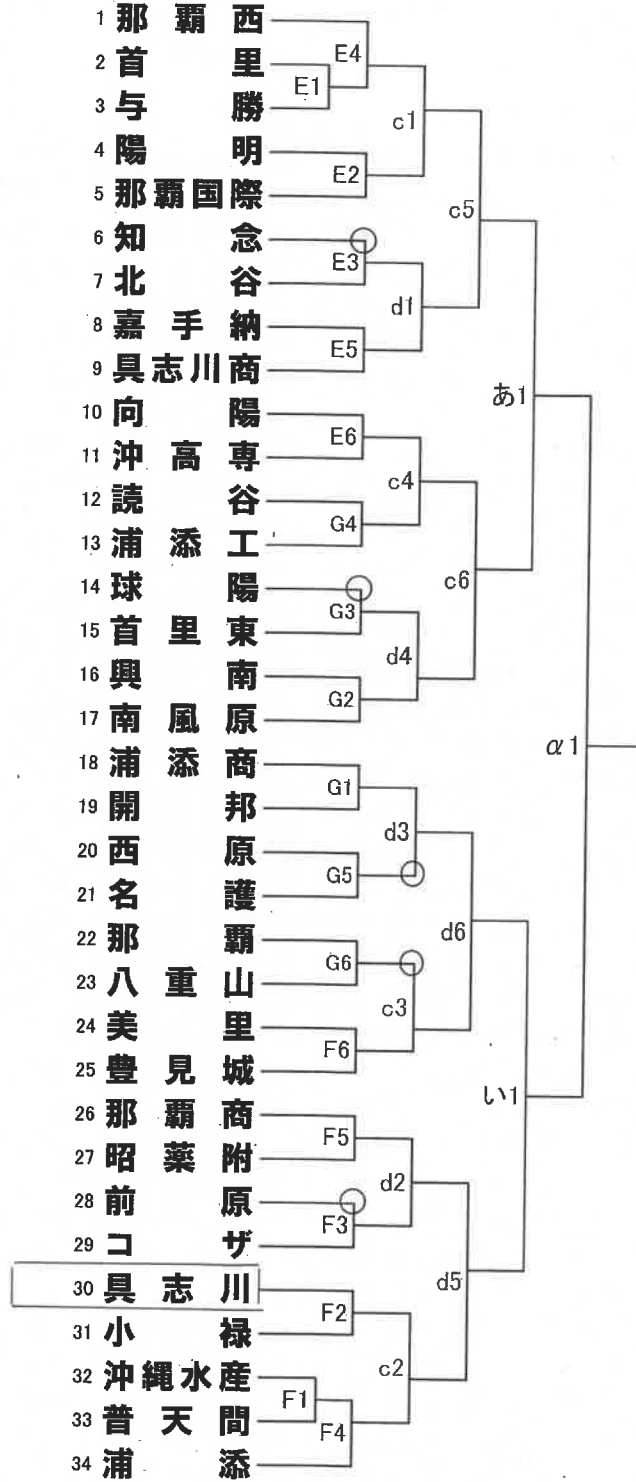 1 那覇西
E4
2 首里
E1
3 与勝
c1
4 陽明
E2
5 那覇国際
c5
6 知念
E3
7 北谷
d1
8 嘉手納
E5
9 具志川商
あ1
10 向陽
E6
11 沖高専
c4
12 読谷
G4
13 浦添工
c6
14 球陽
G3
15 首里東
d4
16 興南
G2
17 南風原
α1
18 浦添商
G1
19 開邦
d3
20 西原
G5
21 名護
d6
22 那覇
G6
23 八重山
c3
24 美里
F6
25 豊見城
い1
26 那覇商
F5
27 昭薬附
d2
28 前原
F3
29 コザ
d5
30 具志川
F2
31 小禄
c2
32 沖縄水産
F1
33 普天間
F4
34 浦添